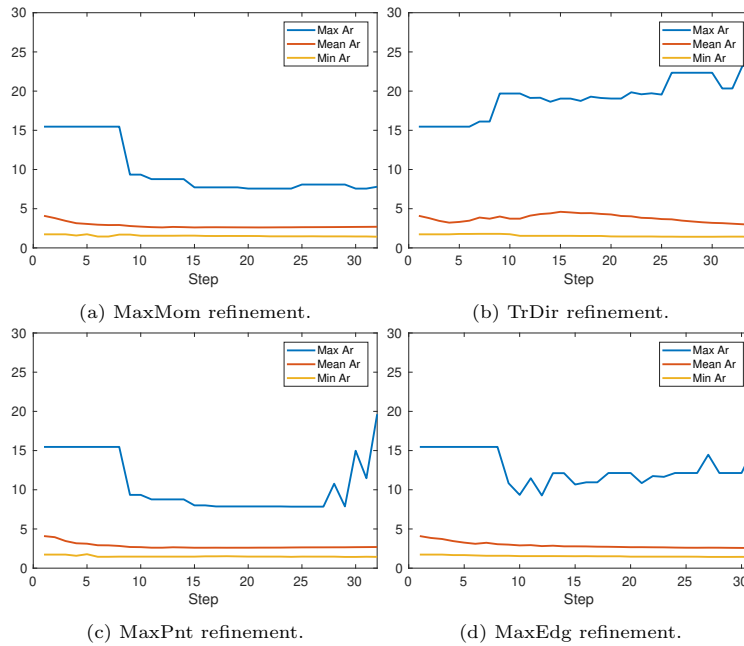 30
25
20
15
10
5
0
0 5 10 15 20 25 30
Step
Max Ar
Mean Ar
Min Ar
(a) MaxMom refinement.
30
25
20
15
10
5
0
0 5 10 15 20 25 30
Step
Max Ar
Mean Ar
Min Ar
(b) TrDir refinement.
30
25
20
15
10
5
0
0 5 10 15 20 25 30
Step
Max Ar
Mean Ar
Min Ar
(c) MaxPnt refinement.
30
25
20
15
10
5
0
0 5 10 15 20 25 30
Step
Max Ar
Mean Ar
Min Ar
(d) MaxEdg refinement.